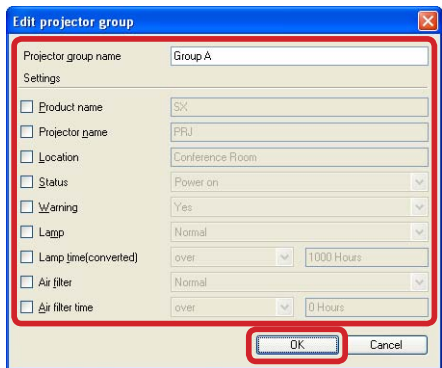 Edit projector group
Projector group name Group A
Settings
Product name SX
Projector name PRJ
Location Conference Room
Status Power on
Warning Yes
Lamp Normal
Lamp time(converted) over 1000 Hours
Air filter Normal
Air filter time over 0 Hours
OK Cancel